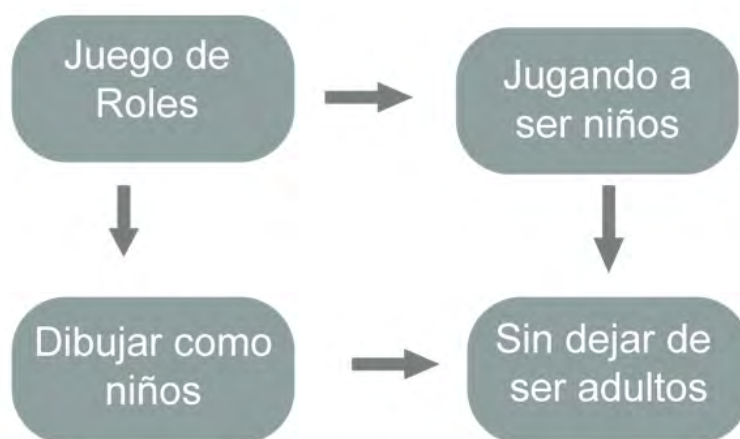 Juego de
Roles
Jugando a
ser niños
Dibujar como
niños
Sin dejar de
ser adultos